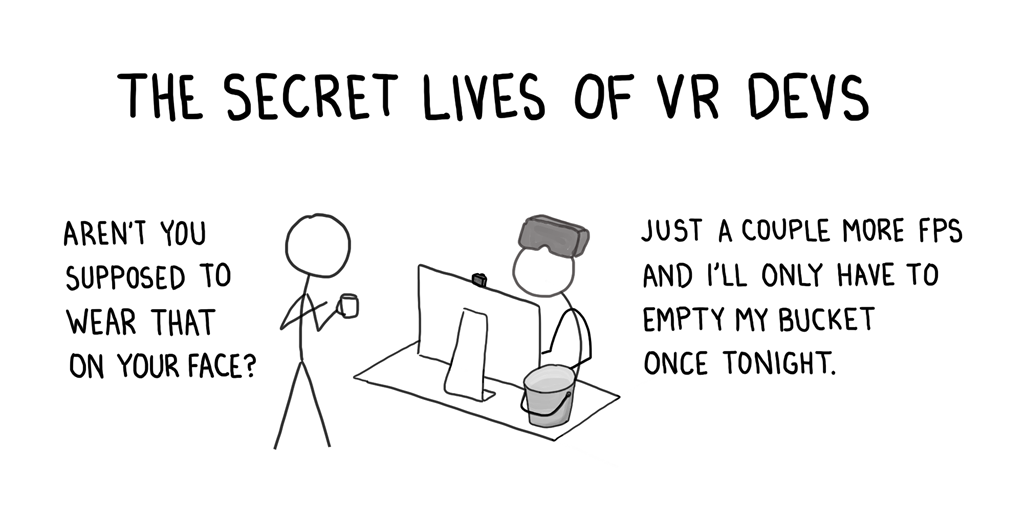 THE SECRET LIVES OF VR DEVS
AREN'T YOU
SUPPOSED TO
WEAR THAT
ON YOUR FACE?
JUST A COUPLE MORE FPS
AND I'LL ONLY HAVE TO
EMPTY MY BUCKET
ONCE TONIGHT.